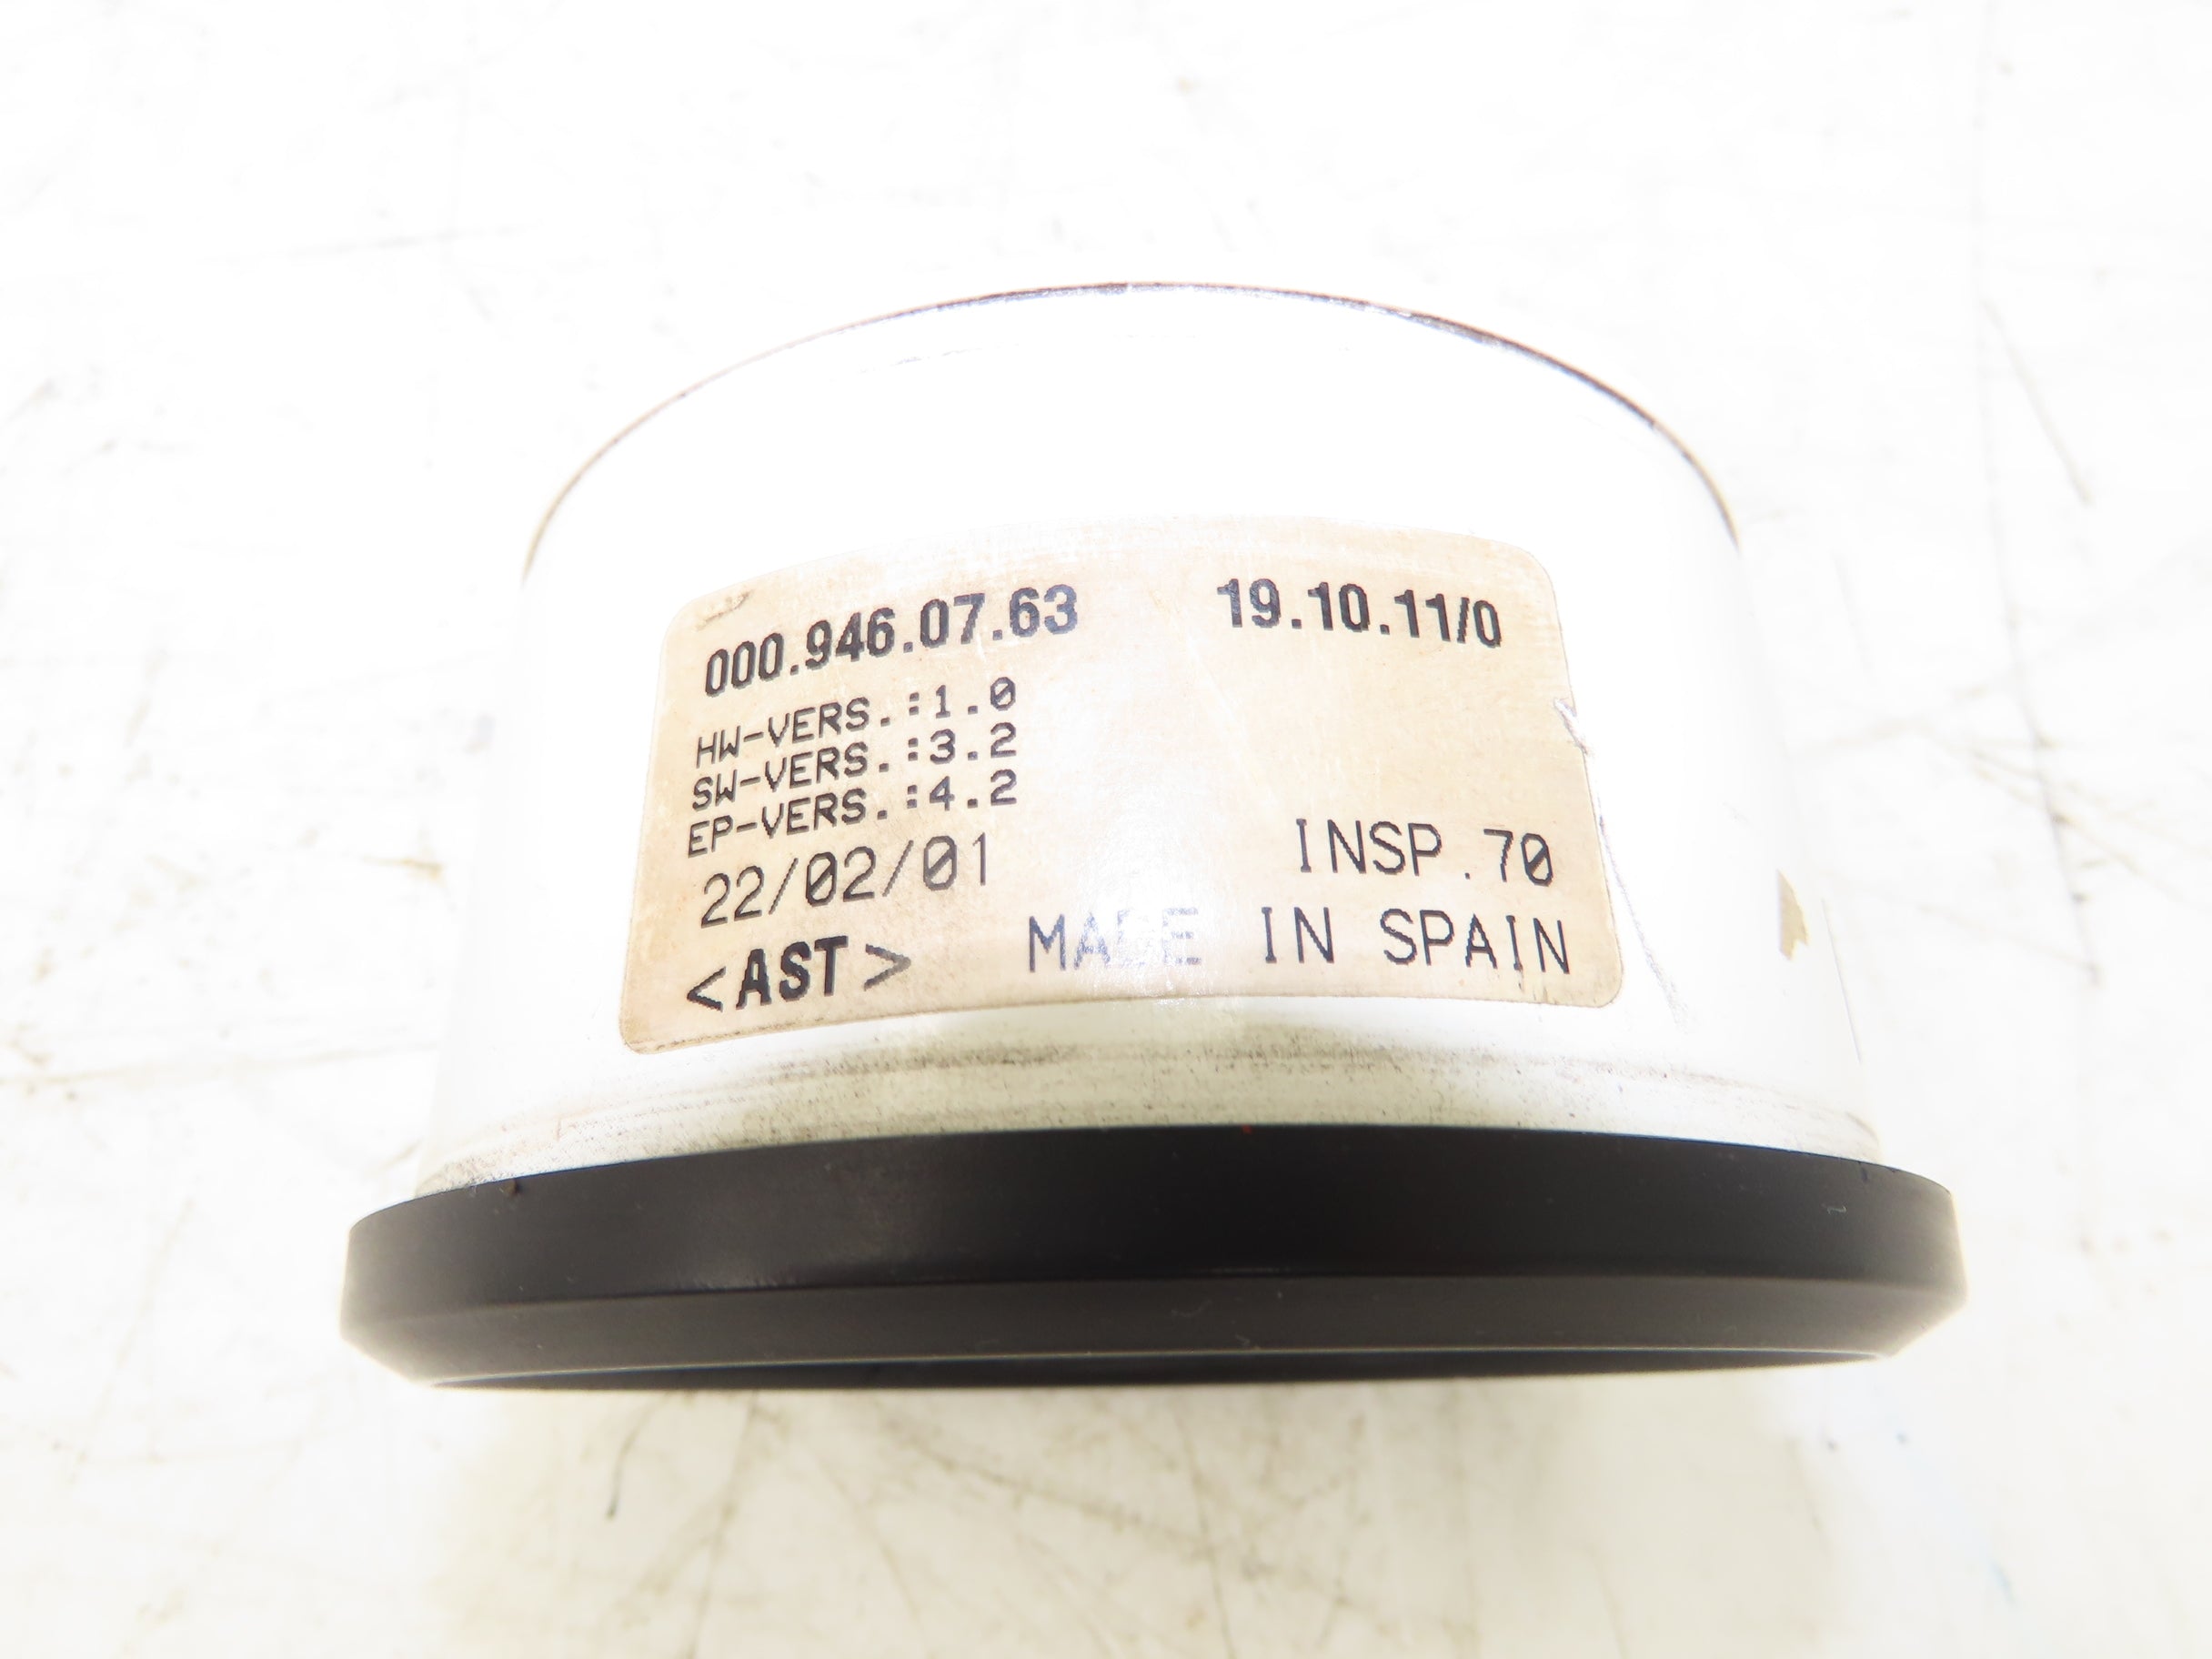 000.946.07.63 19.10.11/0
HW-VERS.:1.0
SW-VERS.:3.2
EP-VERS.:4.2
22/02/01 INSP.70
<AST> MADE IN SPAIN